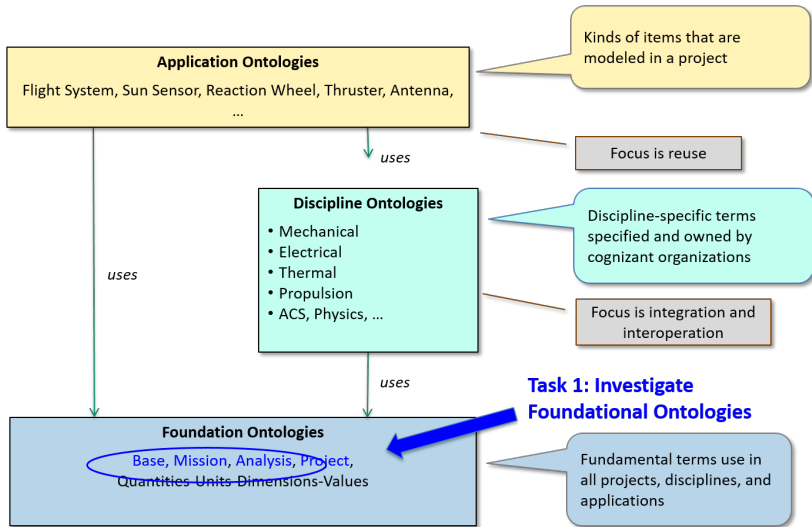 Kinds of items that are
modeled in a project
Application Ontologies
Flight System, Sun Sensor, Reaction Wheel, Thruster, Antenna,
...
uses
Focus is reuse
Discipline Ontologies
• Mechanical
• Electrical
• Thermal
• Propulsion
• ACS, Physics, ...
Discipline-specific terms
specified and owned by
cognizant organizations
uses
Focus is integration and
interoperation
uses
Task 1: Investigate
Foundational Ontologies
Foundation Ontologies
Base, Mission, Analysis, Project,
Quantities-Units-Dimensions-Values
Fundamental terms use in
all projects, disciplines, and
applications